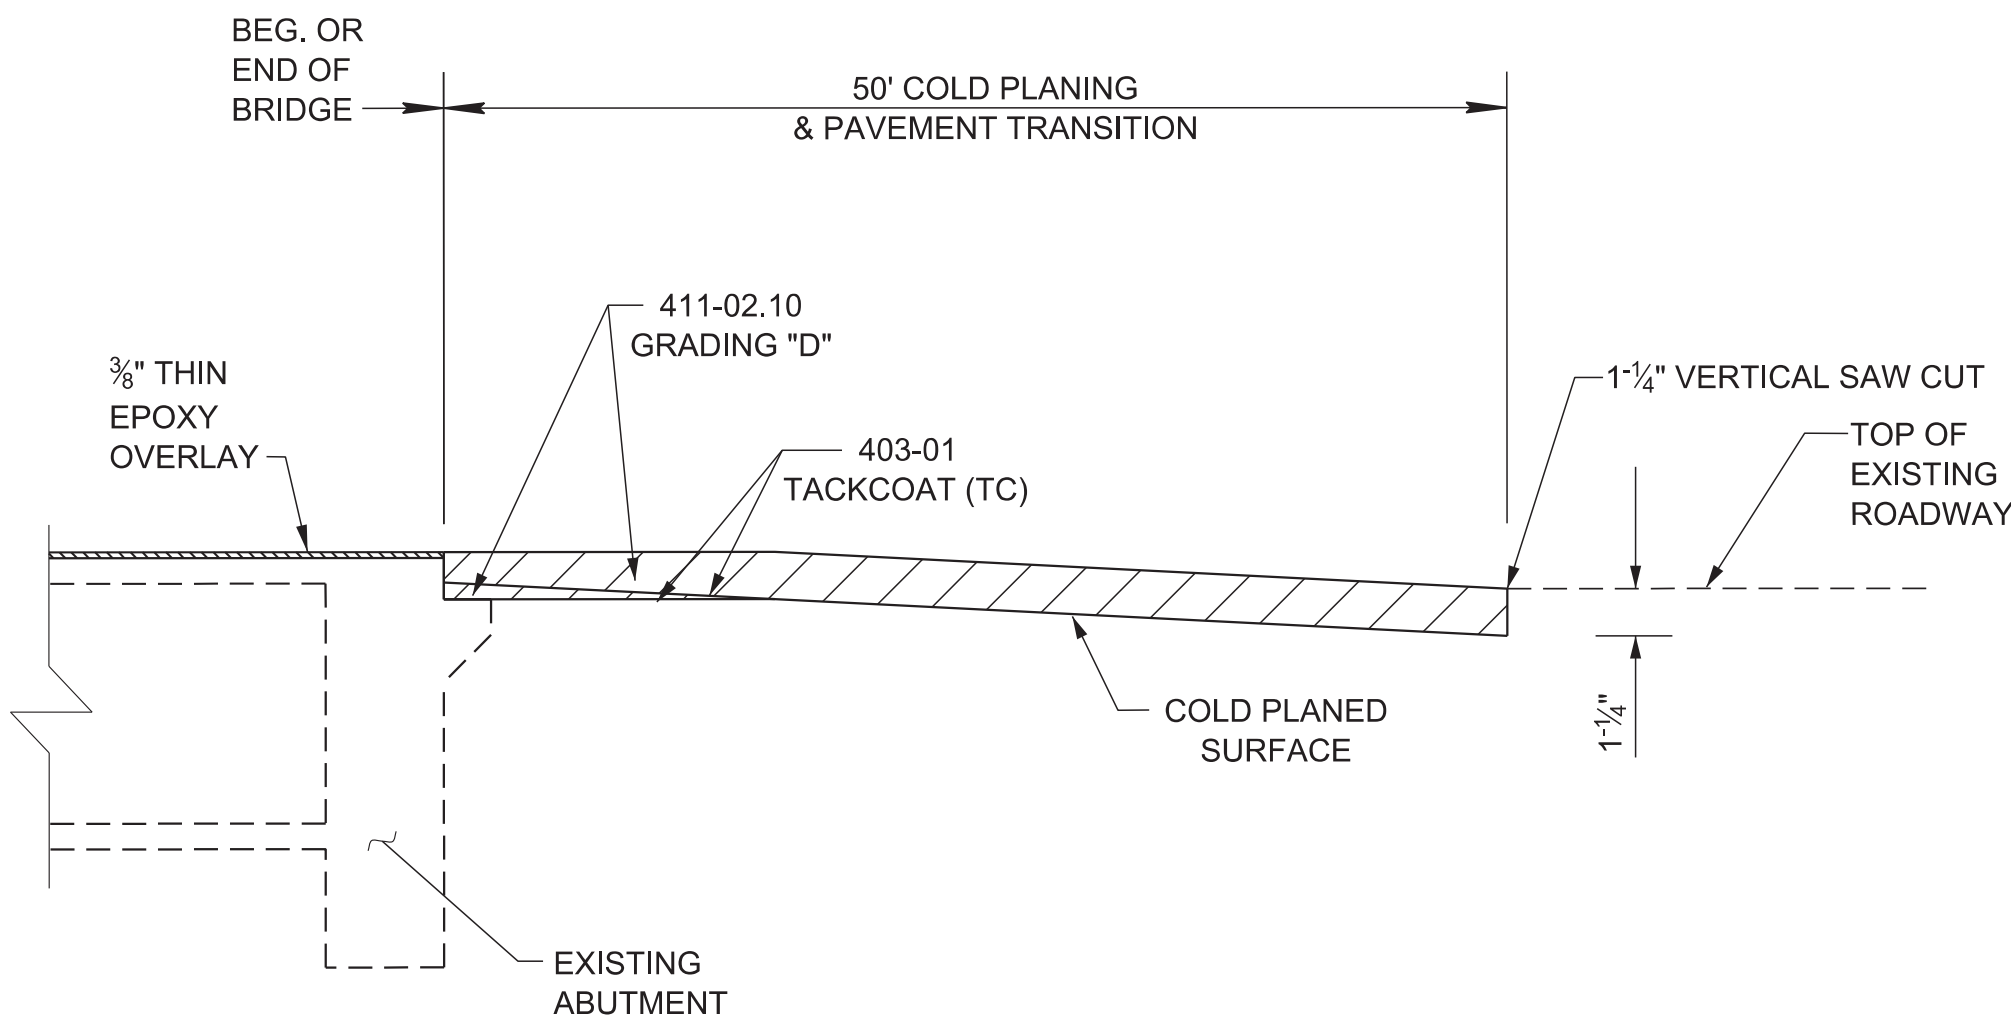 BEG. OR
END OF
BRIDGE
50' COLD PLANING
& PAVEMENT TRANSITION
411-02.10
GRADING "D"
⅜" THIN
EPOXY
OVERLAY
403-01
TACKCOAT (TC)
1-¼" VERTICAL SAW CUT
TOP OF
EXISTING
ROADWAY
COLD PLANED
SURFACE
1-¼"
EXISTING
ABUTMENT